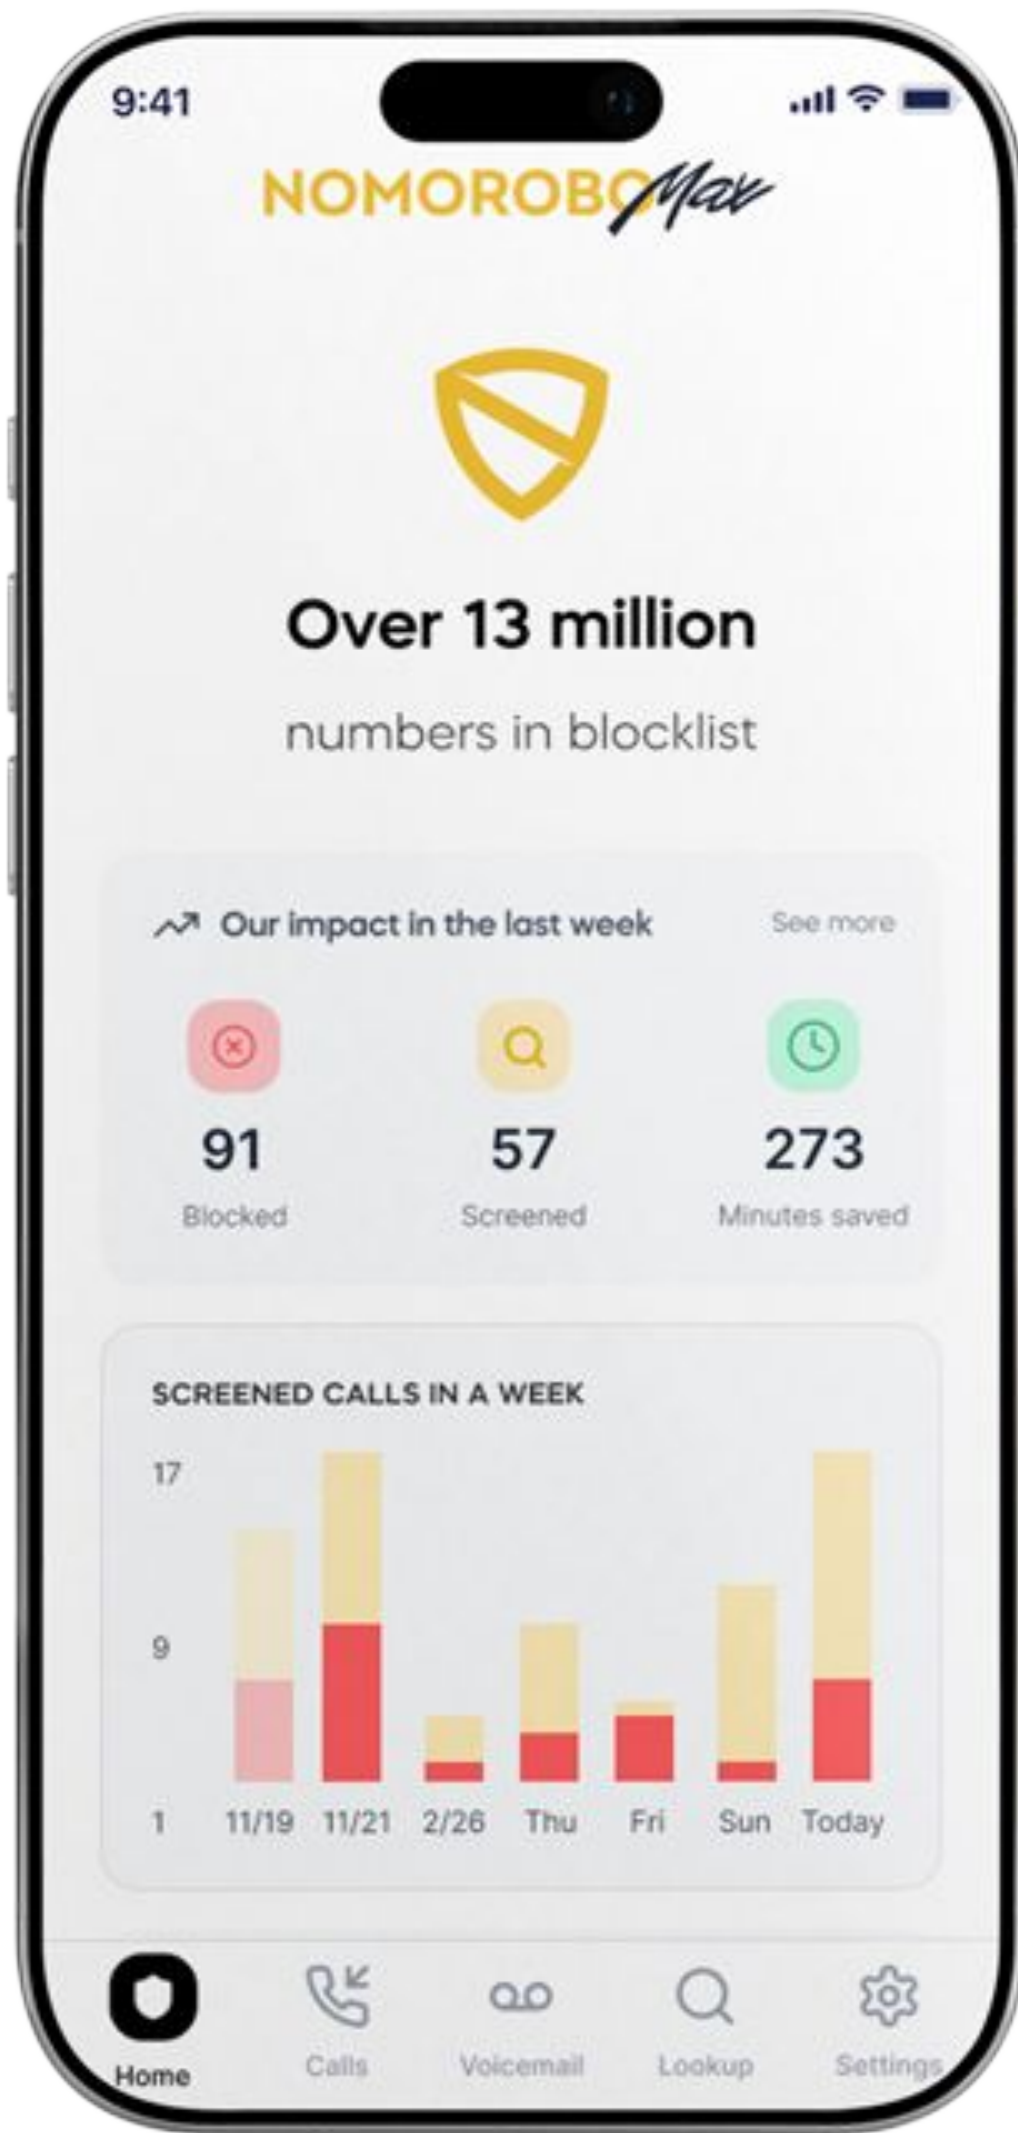 9:41
NOMOROBO Max
Over 13 million
numbers in blocklist
Our impact in the last week See more
91 57 273
Blocked Screened Minutes saved
SCREENED CALLS IN A WEEK
17
9
1 11/19 11/21 2/26 Thu Fri Sun Today
Home Calls Voicemail Lookup Settings